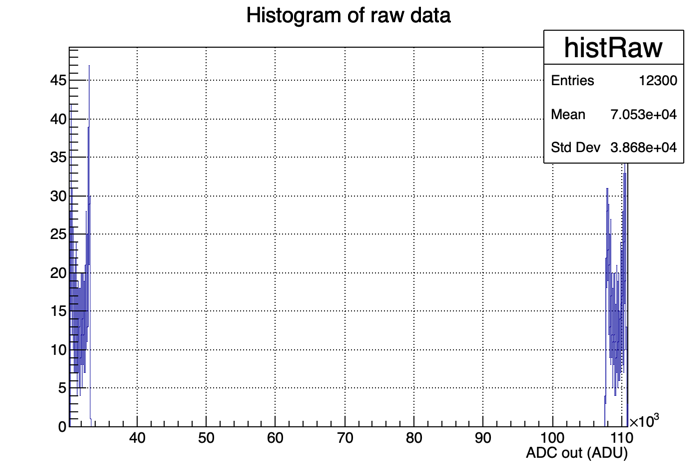 Histogram of raw data
histRaw
Entries 12300
Mean 7.053e+04
Std Dev 3.868e+04
45
40
35
30
25
20
15
10
5
0
40 50 60 70 80 90 100 110
×10³
ADC out (ADU)